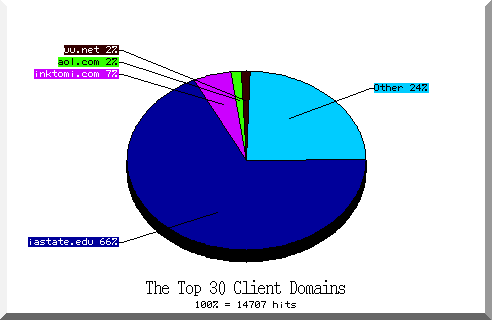 uu.net 2%
aol.com 2%
inktomi.com 7%
Other 24%
iastate.edu 66%
The Top 30 Client Domains
100% = 14707 hits